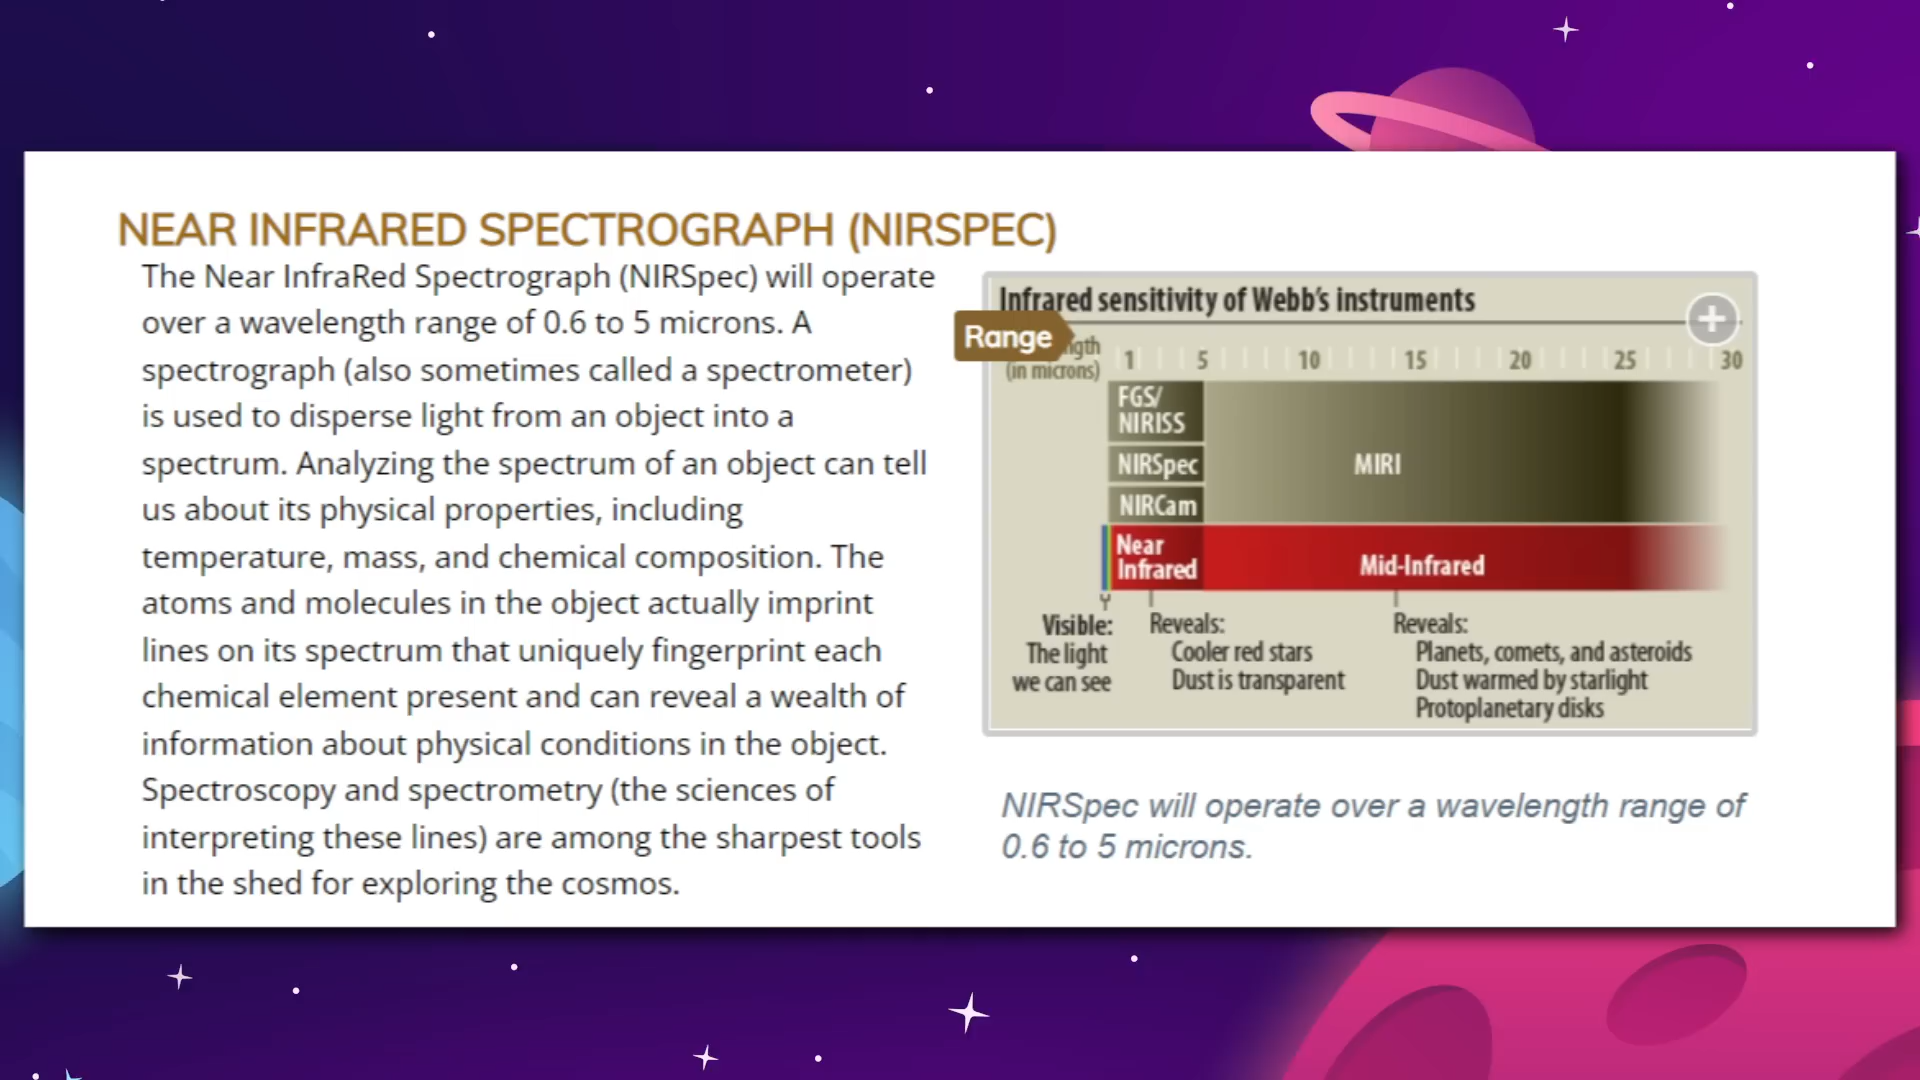 NEAR INFRARED SPECTROGRAPH (NIRSPEC)
The Near InfraRed Spectrograph (NIRSpec) will operate
over a wavelength range of 0.6 to 5 microns. A
spectrograph (also sometimes called a spectrometer)
is used to disperse light from an object into a
spectrum. Analyzing the spectrum of an object can tell
us about its physical properties, including
temperature, mass, and chemical composition. The
atoms and molecules in the object actually imprint
lines on its spectrum that uniquely fingerprint each
chemical element present and can reveal a wealth of
information about physical conditions in the object.
Spectroscopy and spectrometry (the sciences of
interpreting these lines) are among the sharpest tools
in the shed for exploring the cosmos.
Infrared sensitivity of Webb's instruments
Range
(in microns)
1 5 10 15 20 25 30
FGS/
NIRISS
NIRSpec
NIRCam
MIRI
Near
Infrared
Mid-Infrared
Visible:
The light
we can see
Reveals:
Cooler red stars
Dust is transparent
Reveals:
Planets, comets, and asteroids
Dust warmed by starlight
Protoplanetary disks
NIRSpec will operate over a wavelength range of
0.6 to 5 microns.